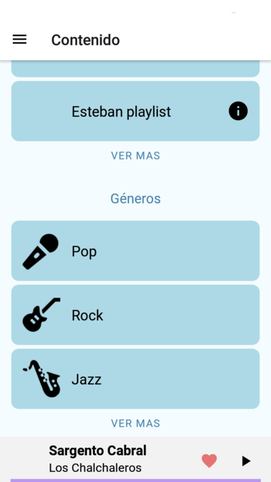 Contenido
Esteban playlist
VER MAS
Géneros
Pop
Rock
Jazz
VER MAS
Sargento Cabral
Los Chalchaleros